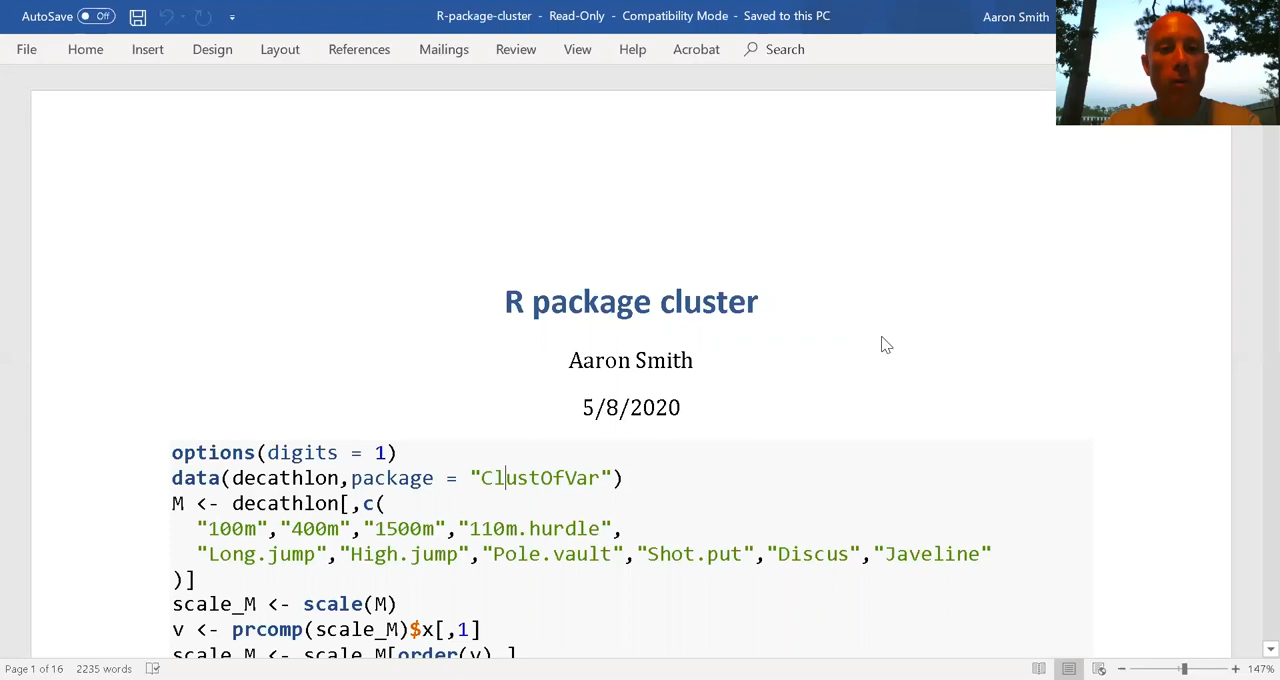 AutoSave Off R-package-cluster - Read-Only - Compatibility Mode - Saved to this PC Aaron Smith
File Home Insert Design Layout References Mailings Review View Help Acrobat Search
R package cluster
Aaron Smith
5/8/2020
options(digits = 1)
data(decathlon,package = "ClustOfVar")
M <- decathlon[,c(
"100m","400m","1500m","110m.hurdle",
"Long.jump","High.jump","Pole.vault","Shot.put","Discus","Javeline"
)]
scale_M <- scale(M)
v <- prcomp(scale_M)$x[,1]
scale_M <- scale_M[order(v),]
Page 1 of 16 2235 words 147%